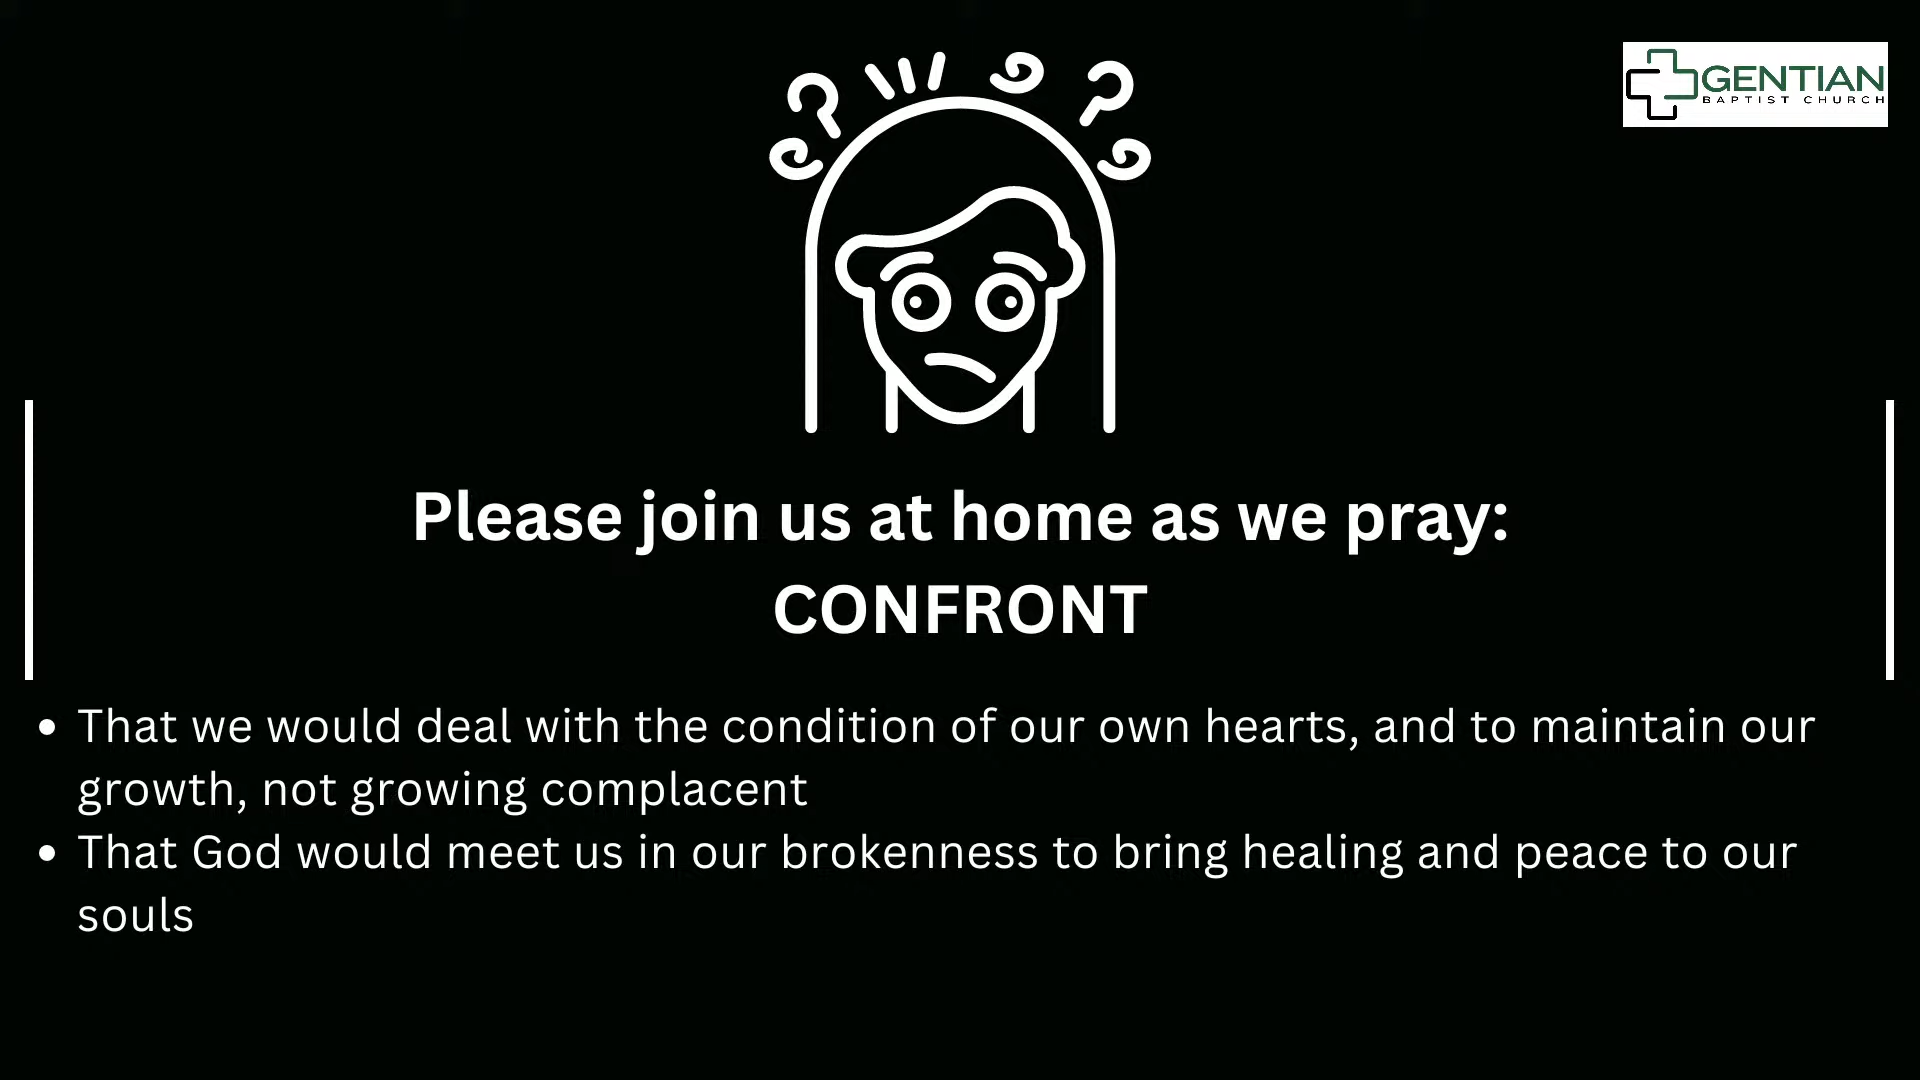 GENTIAN
BAPTIST CHURCH
Please join us at home as we pray:
CONFRONT
• That we would deal with the condition of our own hearts, and to maintain our
growth, not growing complacent
• That God would meet us in our brokenness to bring healing and peace to our
souls